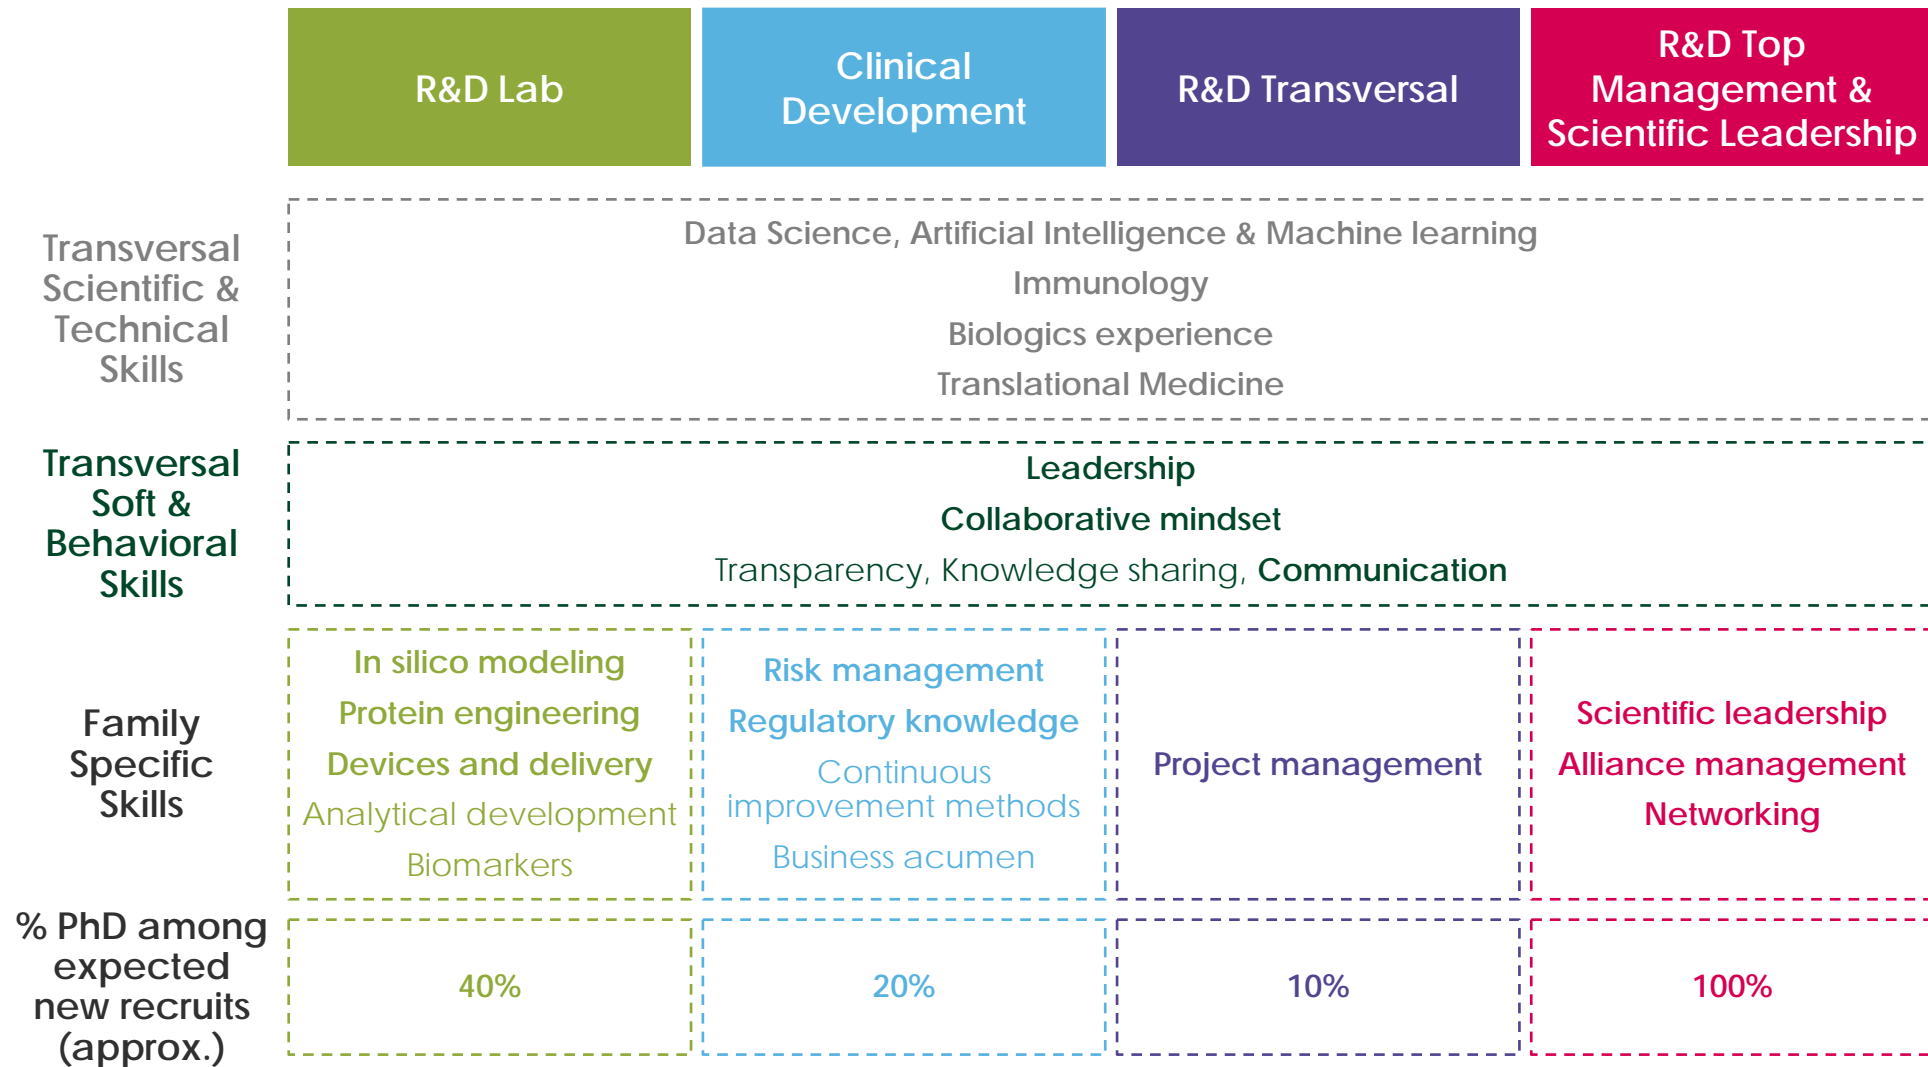 R&D Lab
Clinical
Development
R&D Transversal
R&D Top
Management &
Scientific Leadership
Transversal
Scientific &
Technical
Skills
Data Science, Artificial Intelligence & Machine learning
Immunology
Biologics experience
Translational Medicine
Transversal
Soft &
Behavioral
Skills
Leadership
Collaborative mindset
Transparency, Knowledge sharing, Communication
Family
Specific
Skills
In silico modeling
Protein engineering
Devices and delivery
Analytical development
Biomarkers
Risk management
Regulatory knowledge
Continuous
improvement methods
Business acumen
Project management
Scientific leadership
Alliance management
Networking
% PhD among
expected
new recruits
(approx.)
40%
20%
10%
100%